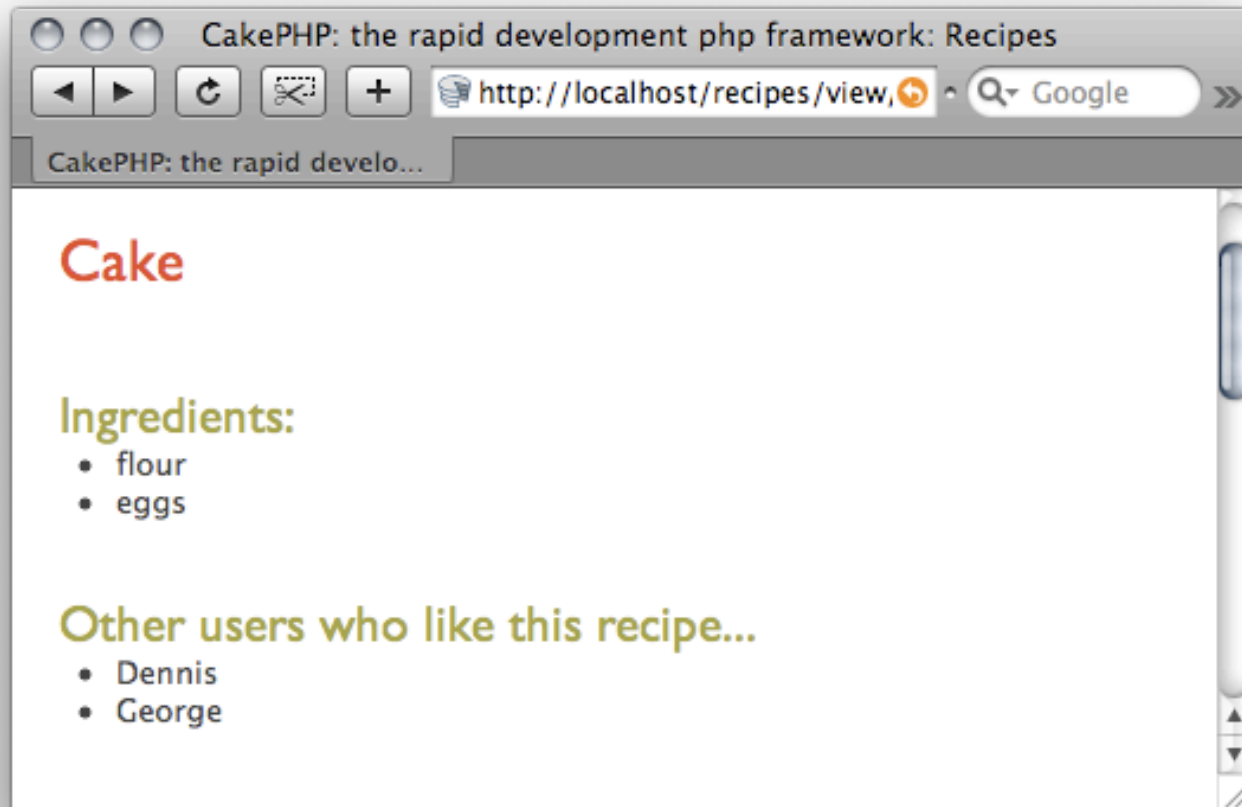 CakePHP: the rapid development php framework: Recipes
http://localhost/recipes/view/
Google
CakePHP: the rapid develo...
Cake
Ingredients:
• flour
• eggs
Other users who like this recipe...
• Dennis
• George